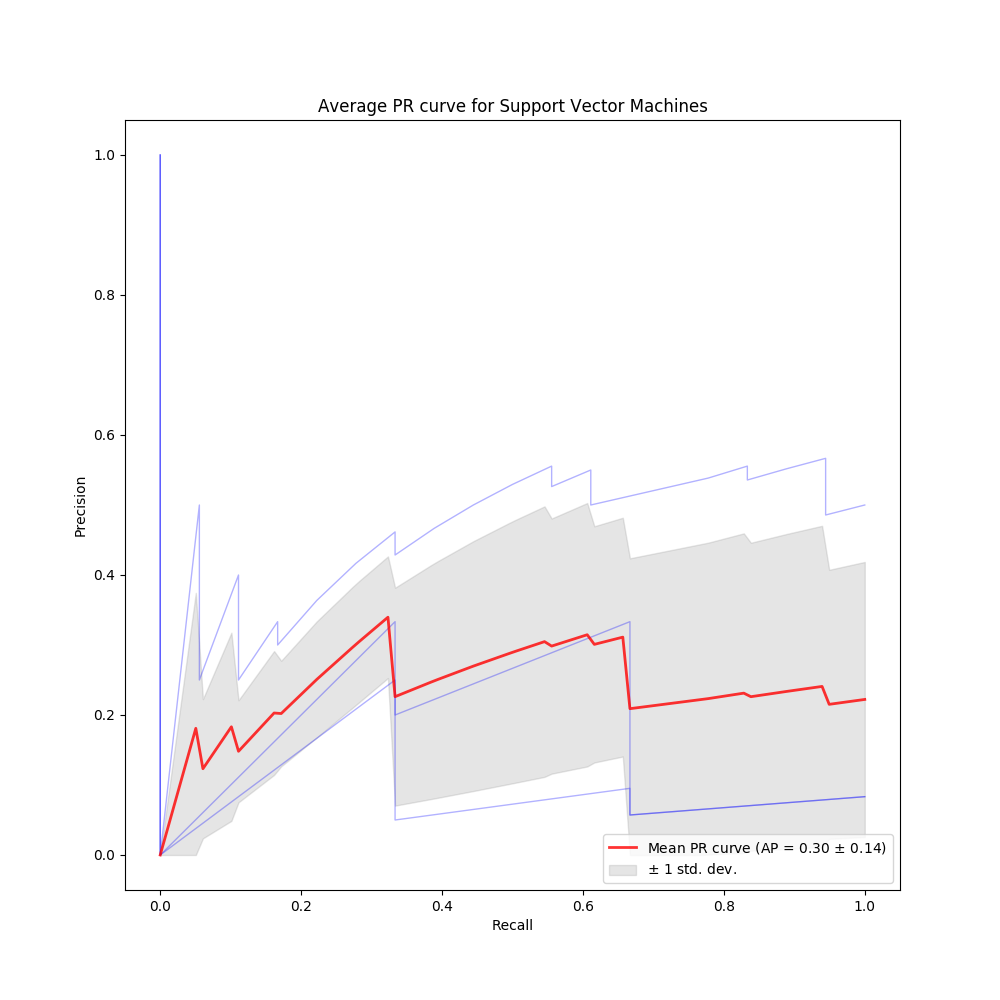 Average PR curve for Support Vector Machines
1.0
0.8
0.6
0.4
0.2
0.0
Precision
Mean PR curve (AP = 0.30 ± 0.14)
± 1 std. dev.
0.0 0.2 0.4 0.6 0.8 1.0
Recall